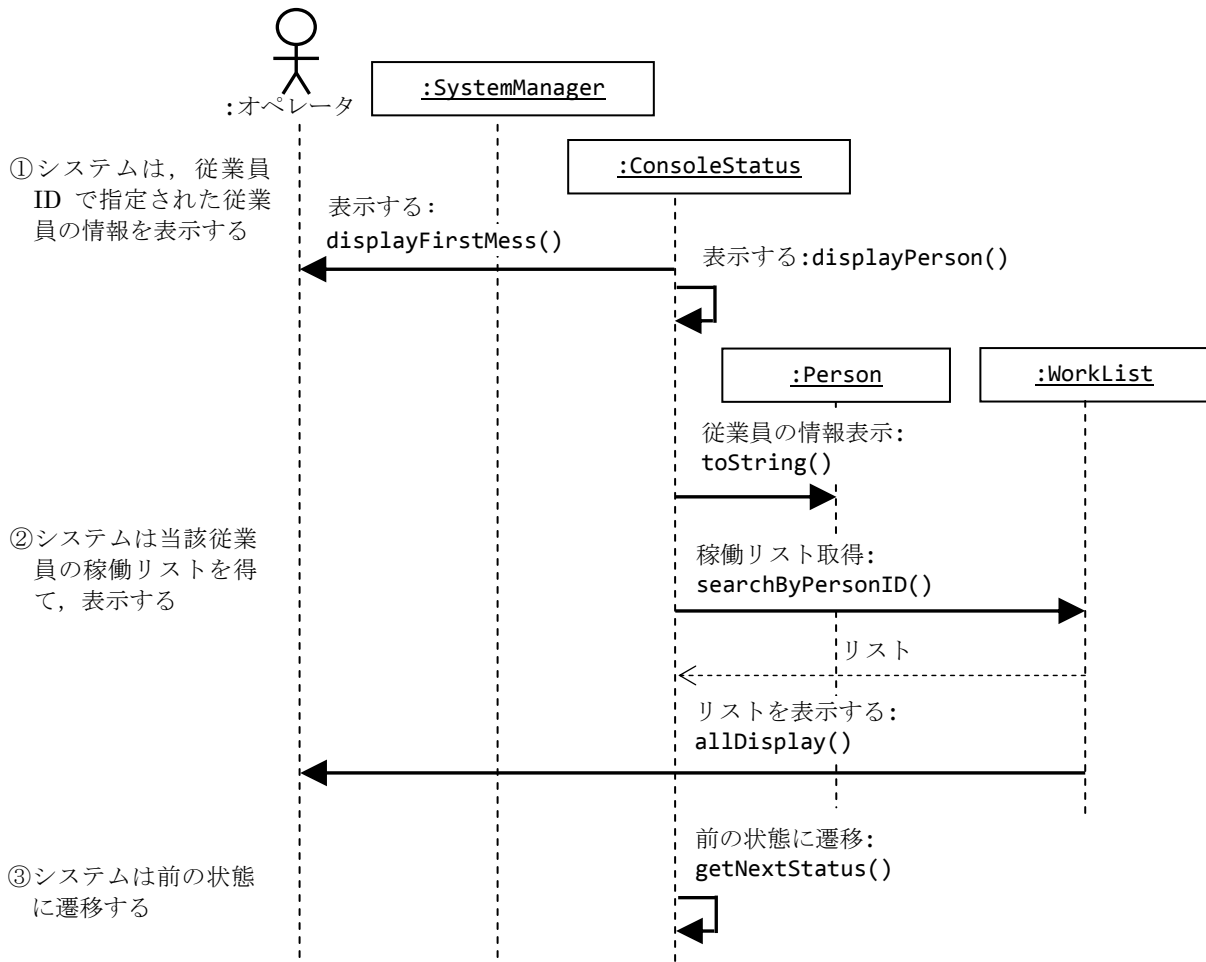 :オペレータ
:SystemManager
:ConsoleStatus
①システムは，従業員
ID で指定された従業
員の情報を表示する
表示する:
displayFirstMess()
表示する:displayPerson()
:Person
:WorkList
従業員の情報表示:
toString()
②システムは当該従業
員の稼働リストを得
て，表示する
稼働リスト取得:
searchByPersonID()
リスト
リストを表示する:
allDisplay()
前の状態に遷移:
getNextStatus()
③システムは前の状態
に遷移する